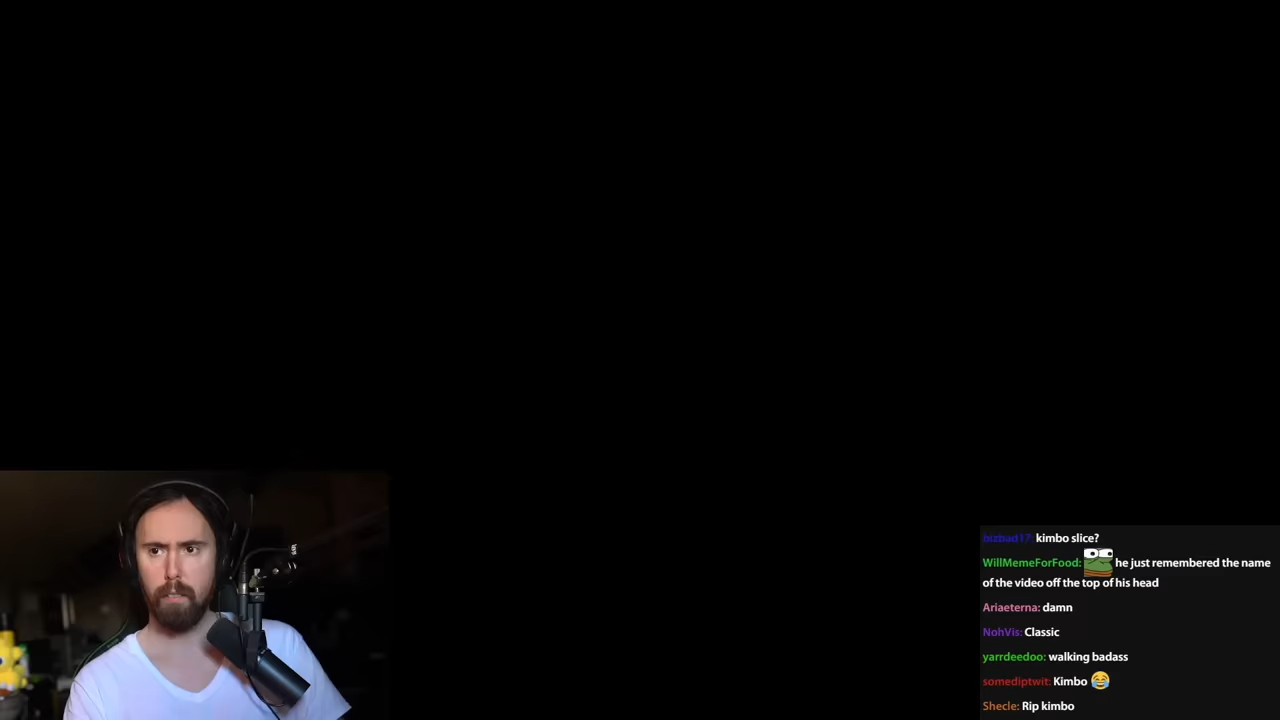 bizbad17: kimbo slice?
WillMemeForFood: he just remembered the name
of the video off the top of his head
Ariaeterna: damn
NohVis: Classic
yarrdeedoo: walking badass
somediptwit: Kimbo 😂
Shecle: Rip kimbo